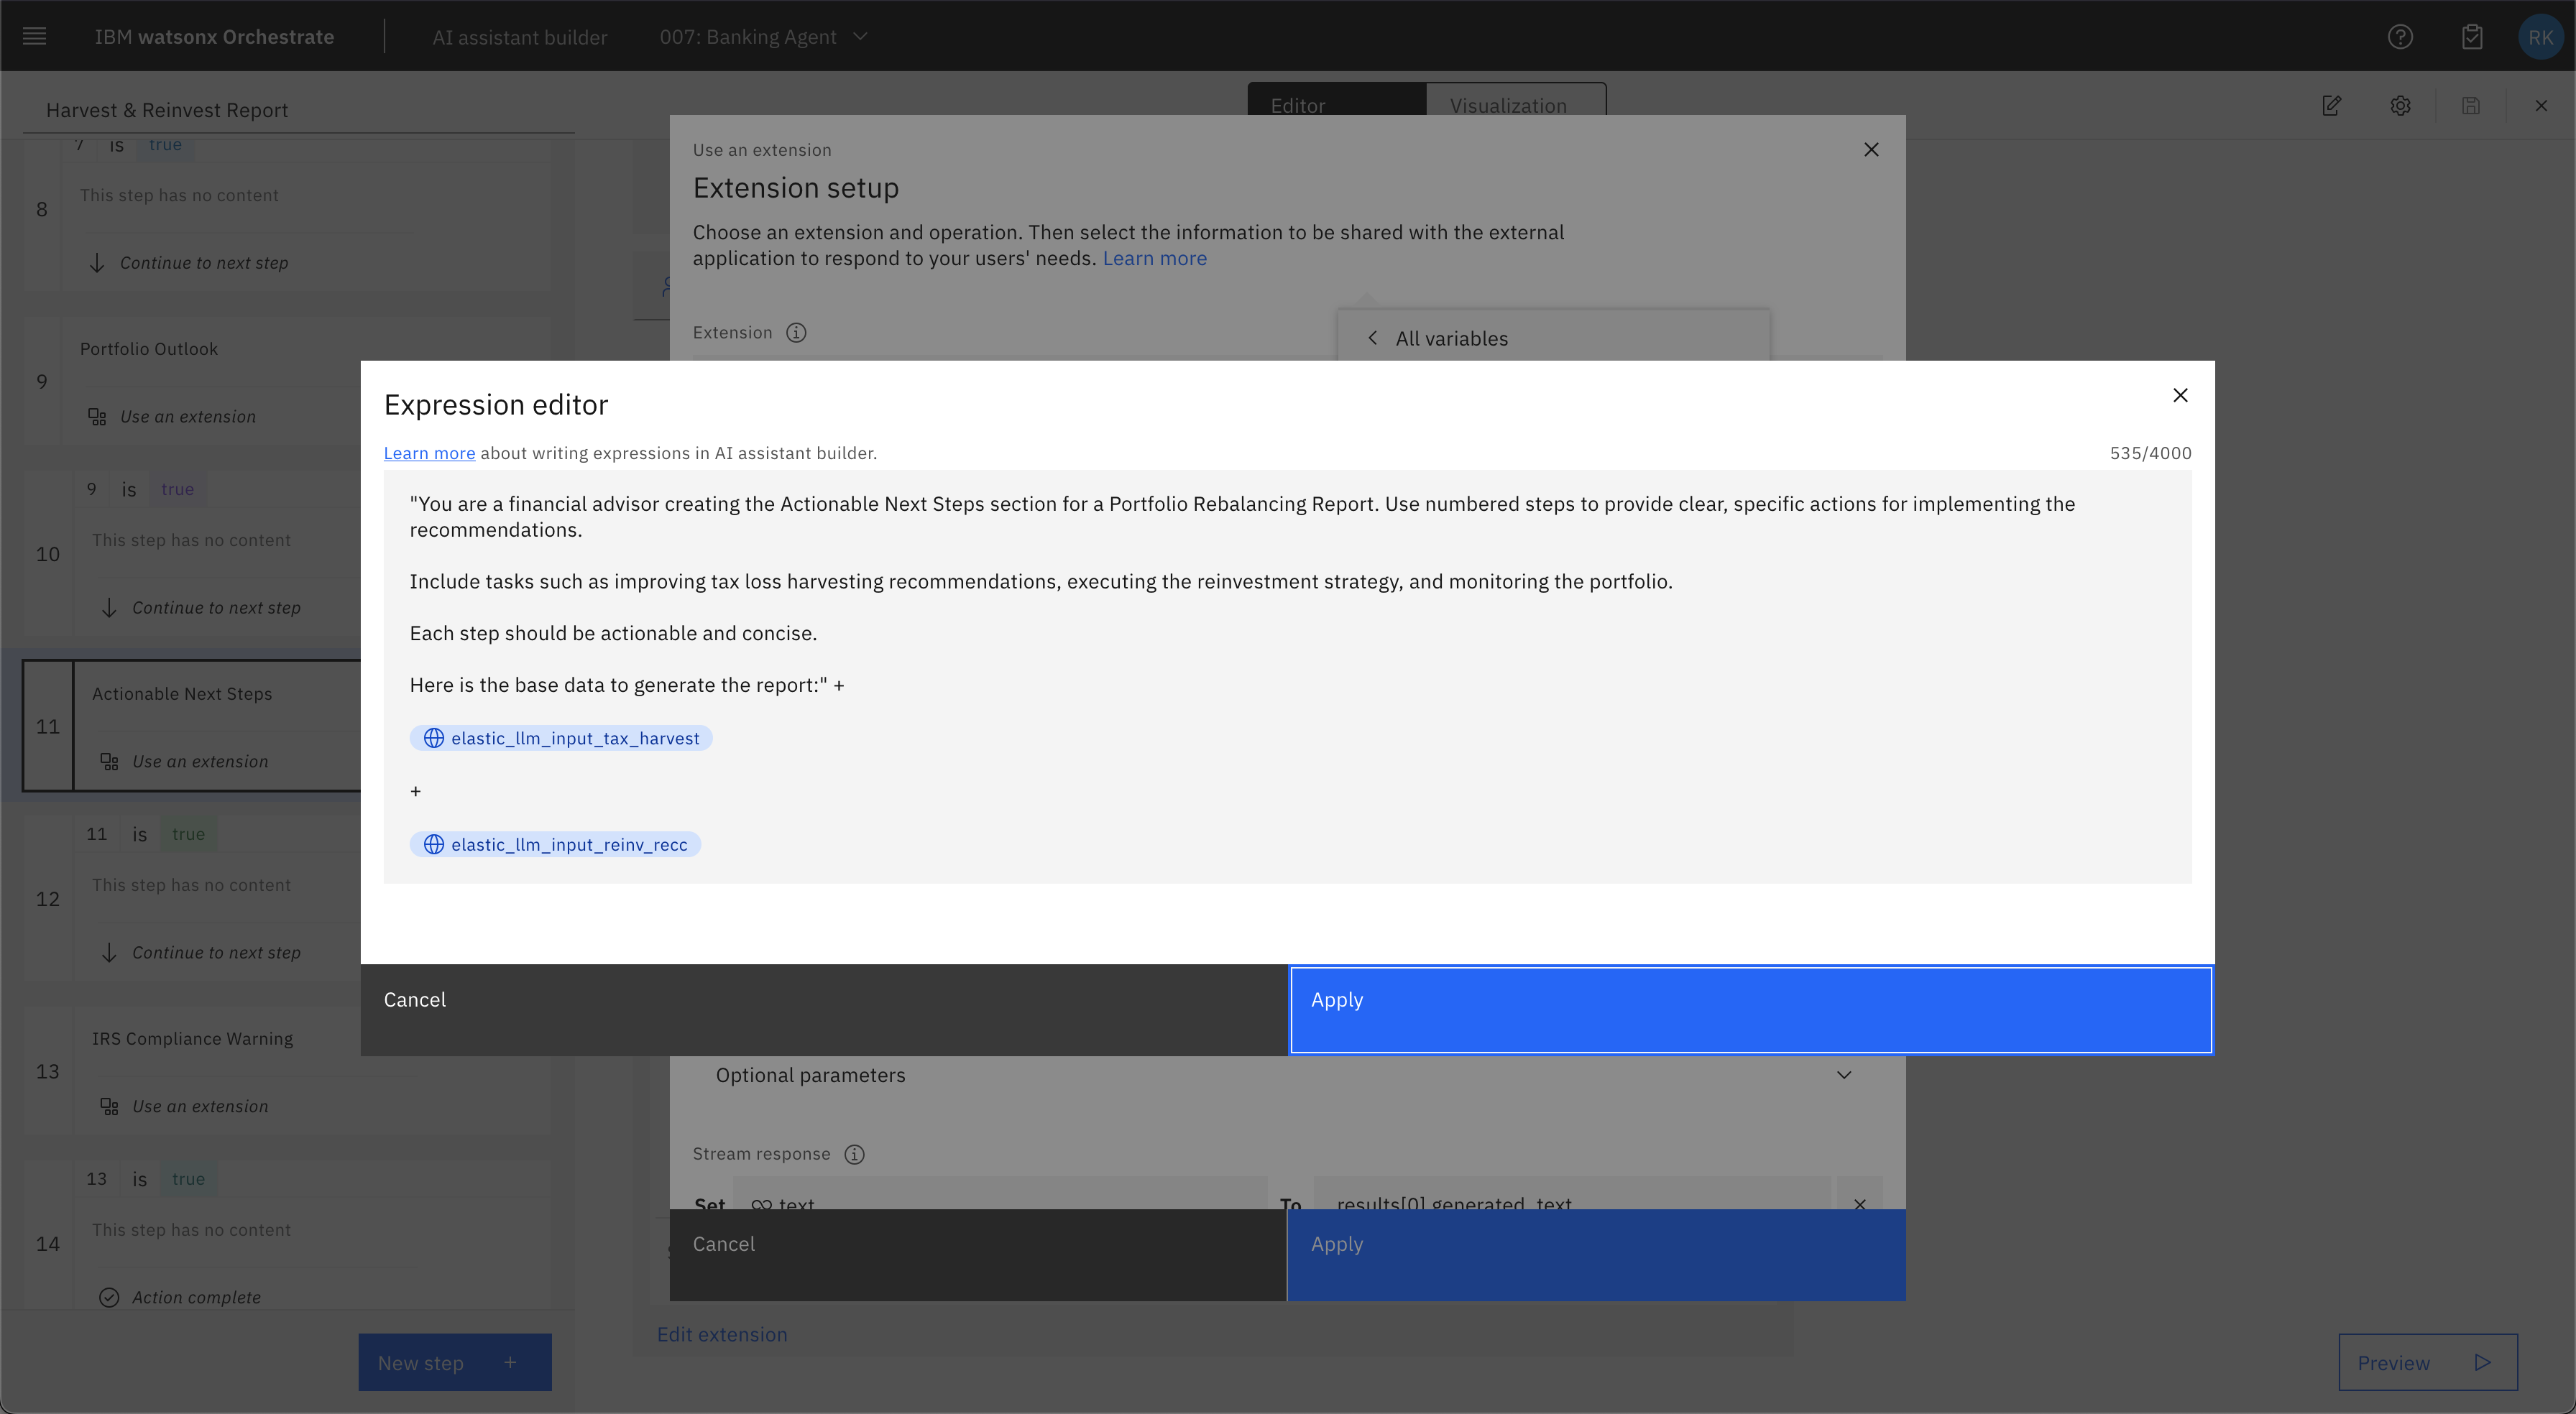 IBM watsonx Orchestrate
AI assistant builder
007: Banking Agent
RK
Harvest & Reinvest Report
Editor
Visualization
7 is true
8
This step has no content
Continue to next step
9
Portfolio Outlook
Use an extension
9 is true
10
This step has no content
Continue to next step
11
Actionable Next Steps
Use an extension
11 is true
12
This step has no content
Continue to next step
13
IRS Compliance Warning
Use an extension
13 is true
14
This step has no content
Action complete
New step +
Use an extension
Extension setup
Choose an extension and operation. Then select the information to be shared with the external
application to respond to your users' needs. Learn more
Extension
All variables
Expression editor
Learn more about writing expressions in AI assistant builder.
535/4000
"You are a financial advisor creating the Actionable Next Steps section for a Portfolio Rebalancing Report. Use numbered steps to provide clear, specific actions for implementing the
recommendations.
Include tasks such as improving tax loss harvesting recommendations, executing the reinvestment strategy, and monitoring the portfolio.
Each step should be actionable and concise.
Here is the base data to generate the report:" +
elastic_llm_input_tax_harvest
+
elastic_llm_input_reinv_recc
Cancel
Apply
Optional parameters
Stream response
Set text To results[0].generated_text
Cancel
Apply
Edit extension
Preview